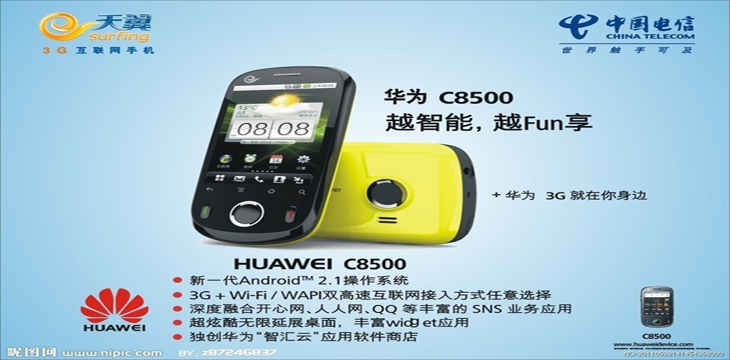 天翼
surfing
3G 互联网手机
中国电信
CHINA TELECOM
世界触手可及
华为 C8500
越智能，越Fun享
15°C
08 08
+ 华为 3G 就在你身边
HUAWEI C8500
• 新一代Android™ 2.1操作系统
• 3G + Wi-Fi / WAPI双高速互联网接入方式任意选择
• 深度融合开心网、人人网、QQ 等丰富的 SNS 业务应用
• 超炫酷无限延展桌面，丰富widget应用
• 独创华为“智汇云”应用软件商店
HUAWEI
C8500
www.huaweidevice.com
昵图网
www.nipic.com
BY: z87246837